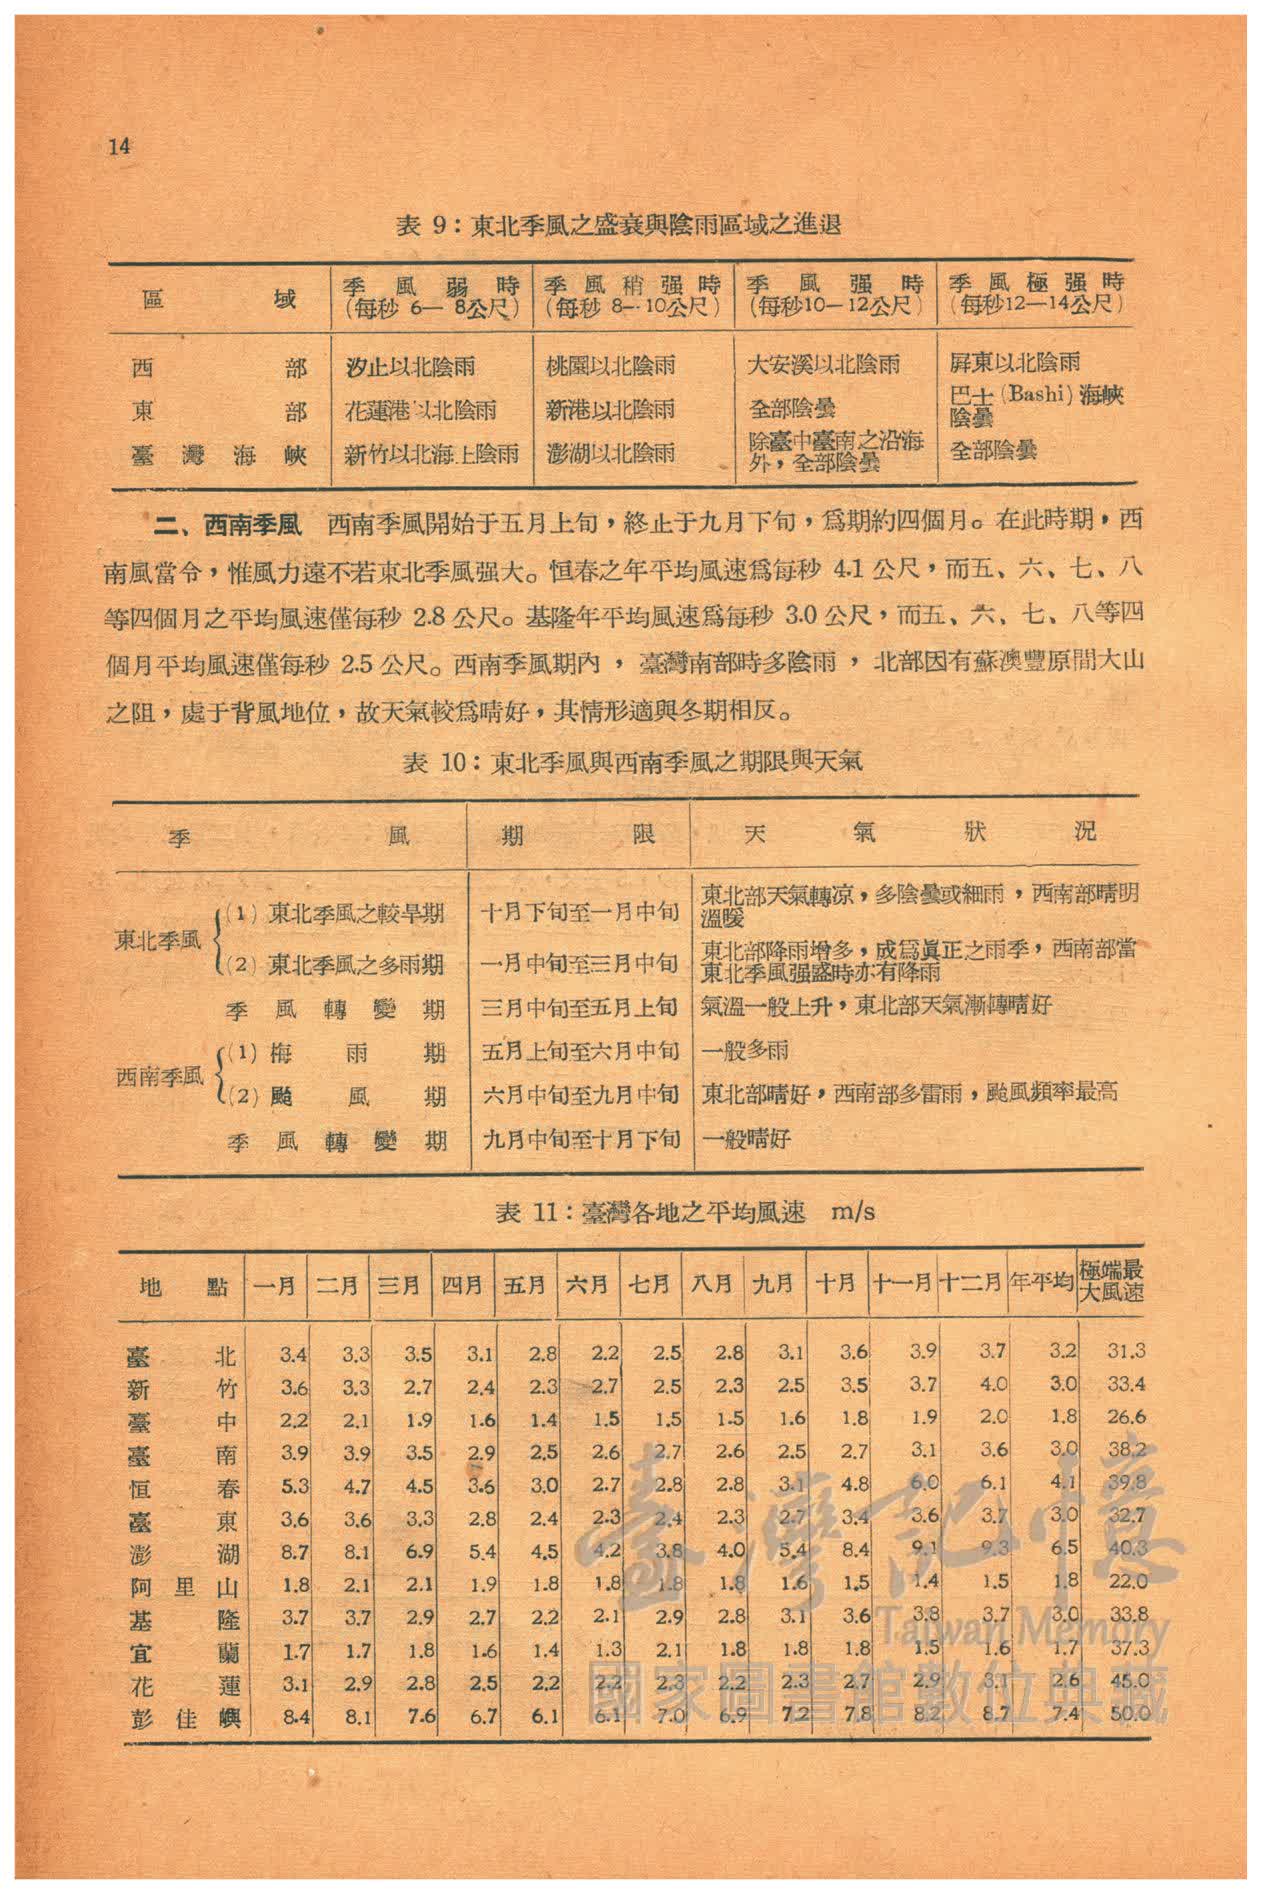 14
表 9：東北季風之盛衰與陰雨區域之進退
區域 季風弱時(每秒 6— 8公尺) 季風稍强時(每秒 8—10公尺) 季風强時(每秒10—12公尺) 季風極强時(每秒12—14公尺)
西部 汐止以北陰雨 桃園以北陰雨 大安溪以北陰雨 屏東以北陰雨
東部 花蓮港以北陰雨 新港以北陰雨 全部陰曇 巴士(Bashi)海峽陰曇
臺灣海峽 新竹以北海上陰雨 澎湖以北陰雨 除臺中臺南之沿海外，全部陰曇 全部陰曇
二、西南季風　西南季風開始于五月上旬，終止于九月下旬，爲期約四個月。在此時期，西
南風當令，惟風力遠不若東北季風强大。恒春之年平均風速爲每秒 4.1 公尺，而五、六、七、八
等四個月之平均風速僅每秒 2.8 公尺。基隆年平均風速爲每秒 3.0 公尺，而五、六、七、八等四
個月平均風速僅每秒 2.5 公尺。西南季風期內，臺灣南部時多陰雨，北部因有蘇澳豐原間大山
之阻，處于背風地位，故天氣較爲晴好，其情形適與冬期相反。
表 10：東北季風與西南季風之期限與天氣
季風 期限 天氣狀況
東北季風 (1) 東北季風之較早期 十月下旬至一月中旬 東北部天氣轉凉，多陰曇或細雨，西南部晴明溫暖
(2) 東北季風之多雨期 一月中旬至三月中旬 東北部降雨增多，成爲眞正之雨季，西南部當東北季風强盛時亦有降雨
季風轉變期 三月中旬至五月上旬 氣溫一般上升，東北部天氣漸轉晴好
西南季風 (1) 梅雨期 五月上旬至六月中旬 一般多雨
(2) 颱風期 六月中旬至九月中旬 東北部晴好，西南部多雷雨，颱風頻率最高
季風轉變期 九月中旬至十月下旬 一般晴好
表 11：臺灣各地之平均風速　m/s
地點 一月 二月 三月 四月 五月 六月 七月 八月 九月 十月 十一月 十二月 年平均 極端最大風速
臺北 3.4 3.3 3.5 3.1 2.8 2.2 2.5 2.8 3.1 3.6 3.9 3.7 3.2 31.3
新竹 3.6 3.3 2.7 2.4 2.3 2.7 2.5 2.3 2.5 3.5 3.7 4.0 3.0 33.4
臺中 2.2 2.1 1.9 1.6 1.4 1.5 1.5 1.5 1.6 1.8 1.9 2.0 1.8 26.6
臺南 3.9 3.9 3.5 2.9 2.5 2.6 2.7 2.6 2.5 2.7 3.1 3.6 3.0 38.2
恒春 5.3 4.7 4.5 3.6 3.0 2.7 2.8 2.8 3.1 4.8 6.0 6.1 4.1 39.8
臺東 3.6 3.6 3.3 2.8 2.4 2.3 2.4 2.3 2.7 3.4 3.6 3.7 3.0 32.7
澎湖 8.7 8.1 6.9 5.4 4.5 4.2 3.8 4.0 5.4 8.4 9.1 9.3 6.5 40.3
阿里山 1.8 2.1 2.1 1.9 1.8 1.8 1.8 1.8 1.6 1.5 1.4 1.5 1.8 22.0
基隆 3.7 3.7 2.9 2.7 2.2 2.1 2.9 2.8 3.1 3.6 3.8 3.7 3.0 33.8
宜蘭 1.7 1.7 1.8 1.6 1.4 1.3 2.1 1.8 1.8 1.8 1.5 1.6 1.7 37.3
花蓮 3.1 2.9 2.8 2.5 2.2 2.2 2.3 2.2 2.3 2.7 2.9 3.1 2.6 45.0
彭佳嶼 8.4 8.1 7.6 6.7 6.1 6.1 7.0 6.9 7.2 7.8 8.2 8.7 7.4 50.0
臺灣記憶
Taiwan Memory
國家圖書館數位典藏